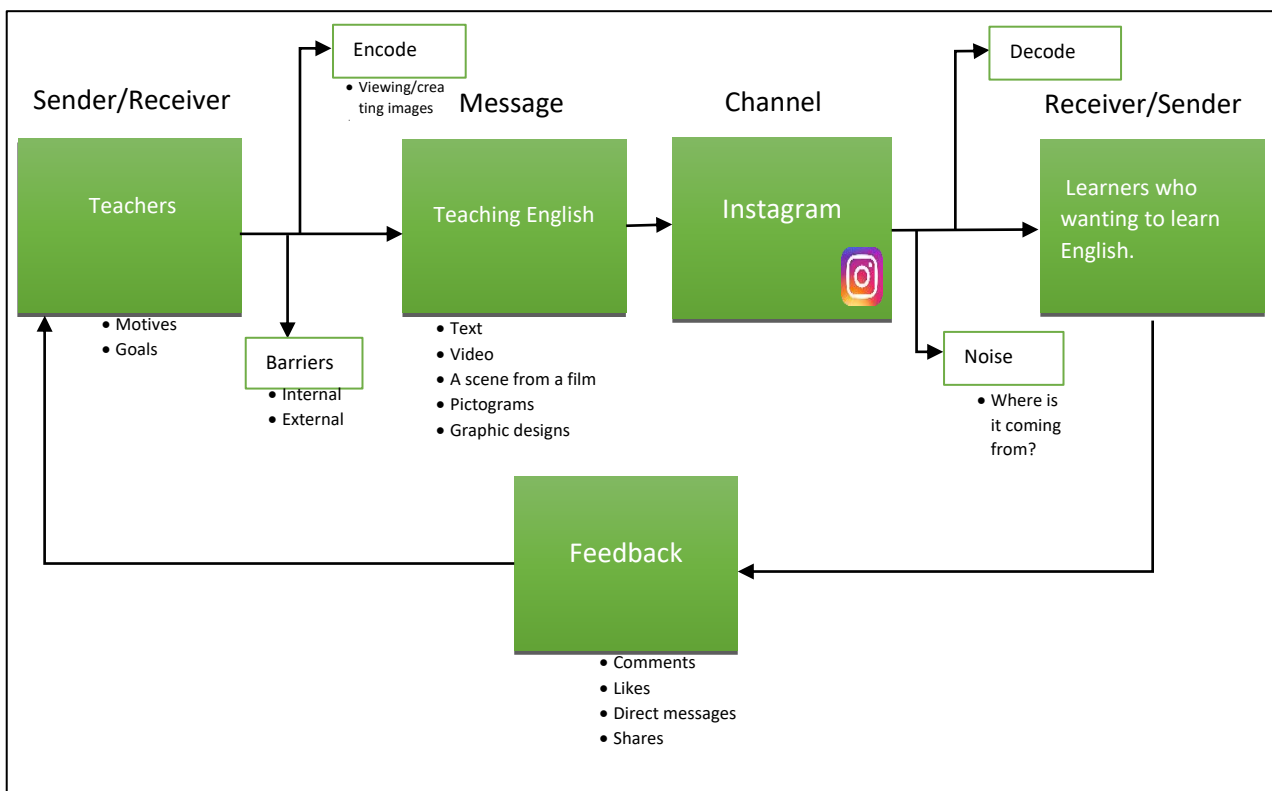 Encode
• Viewing/crea
ting images
Decode
Sender/Receiver
Message
Channel
Receiver/Sender
Teachers
Teaching English
Instagram
Learners who
wanting to learn
English.
• Motives
• Goals
Barriers
• Internal
• External
• Text
• Video
• A scene from a film
• Pictograms
• Graphic designs
Noise
• Where is
it coming
from?
Feedback
• Comments
• Likes
• Direct messages
• Shares